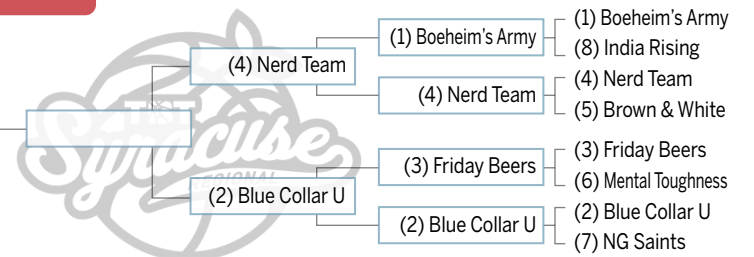 (1) Boeheim's Army
(8) India Rising
(4) Nerd Team
(5) Brown & White
(3) Friday Beers
(6) Mental Toughness
(2) Blue Collar U
(7) NG Saints
(1) Boeheim's Army
(4) Nerd Team
(3) Friday Beers
(2) Blue Collar U
(4) Nerd Team
(2) Blue Collar U
TBT
Syracuse
REGIONAL